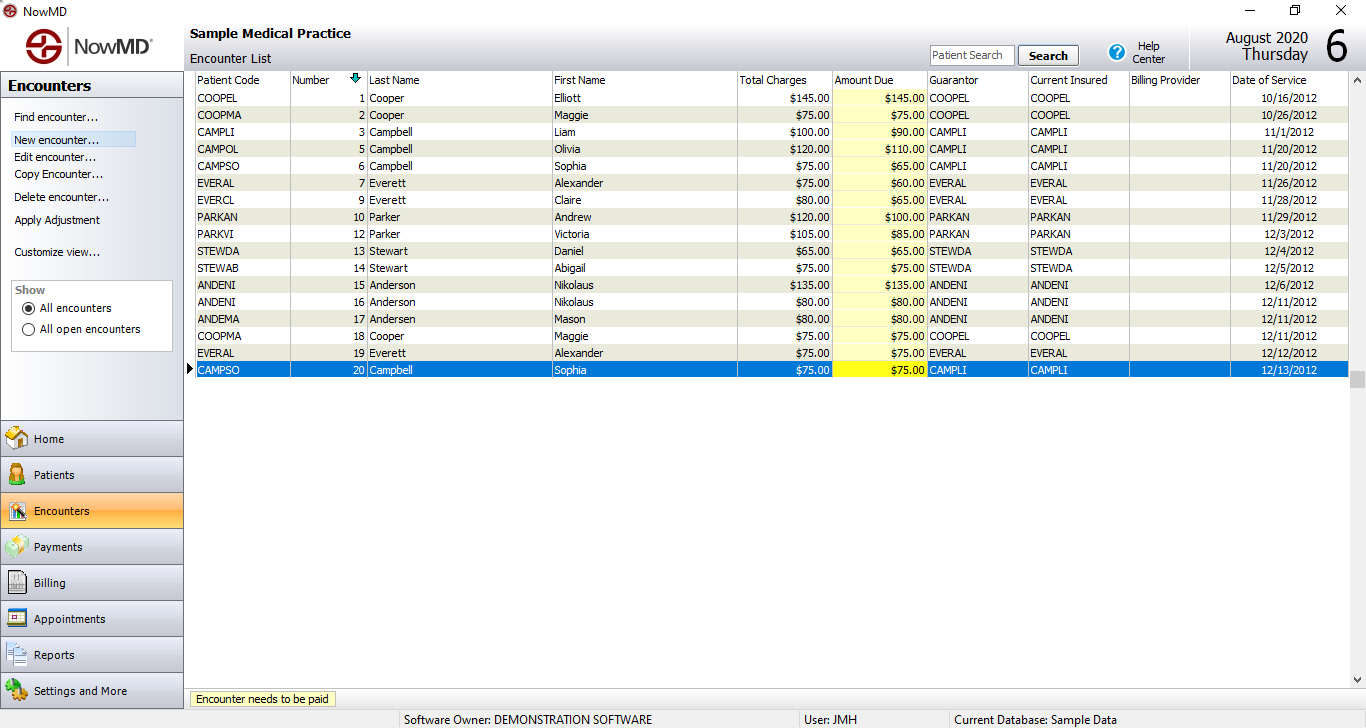 NowMD
NowMD®
Sample Medical Practice
Encounter List
Patient Search
Search
? Help Center
August 2020
Thursday
6
Encounters
Find encounter...
New encounter...
Edit encounter...
Copy Encounter...
Delete encounter...
Apply Adjustment
Customize view...
Show
All encounters
All open encounters
Home
Patients
Encounters
Payments
Billing
Appointments
Reports
Settings and More
Patient Code Number Last Name First Name Total Charges Amount Due Guarantor Current Insured Billing Provider Date of Service
COOPEL 1 Cooper Elliott $145.00 $145.00 COOPEL COOPEL 10/16/2012
COOPMA 2 Cooper Maggie $75.00 $75.00 COOPEL COOPEL 10/26/2012
CAMPLI 3 Campbell Liam $100.00 $90.00 CAMPLI CAMPLI 11/1/2012
CAMPOL 5 Campbell Olivia $120.00 $110.00 CAMPLI CAMPLI 11/20/2012
CAMPSO 6 Campbell Sophia $75.00 $65.00 CAMPLI CAMPLI 11/20/2012
EVERAL 7 Everett Alexander $75.00 $60.00 EVERAL EVERAL 11/26/2012
EVERCL 9 Everett Claire $80.00 $65.00 EVERAL EVERAL 11/28/2012
PARKAN 10 Parker Andrew $120.00 $100.00 PARKAN PARKAN 11/29/2012
PARKVI 12 Parker Victoria $105.00 $85.00 PARKAN PARKAN 12/3/2012
STEWDA 13 Stewart Daniel $65.00 $65.00 STEWDA STEWDA 12/4/2012
STEWAB 14 Stewart Abigail $75.00 $75.00 STEWDA STEWDA 12/5/2012
ANDENI 15 Anderson Nikolaus $135.00 $135.00 ANDENI ANDENI 12/6/2012
ANDENI 16 Anderson Nikolaus $80.00 $80.00 ANDENI ANDENI 12/11/2012
ANDEMA 17 Andersen Mason $80.00 $80.00 ANDENI ANDENI 12/11/2012
COOPMA 18 Cooper Maggie $75.00 $75.00 COOPEL COOPEL 12/11/2012
EVERAL 19 Everett Alexander $75.00 $75.00 EVERAL EVERAL 12/12/2012
CAMPSO 20 Campbell Sophia $75.00 $75.00 CAMPLI CAMPLI 12/13/2012
Encounter needs to be paid
Software Owner: DEMONSTRATION SOFTWARE User: JMH Current Database: Sample Data